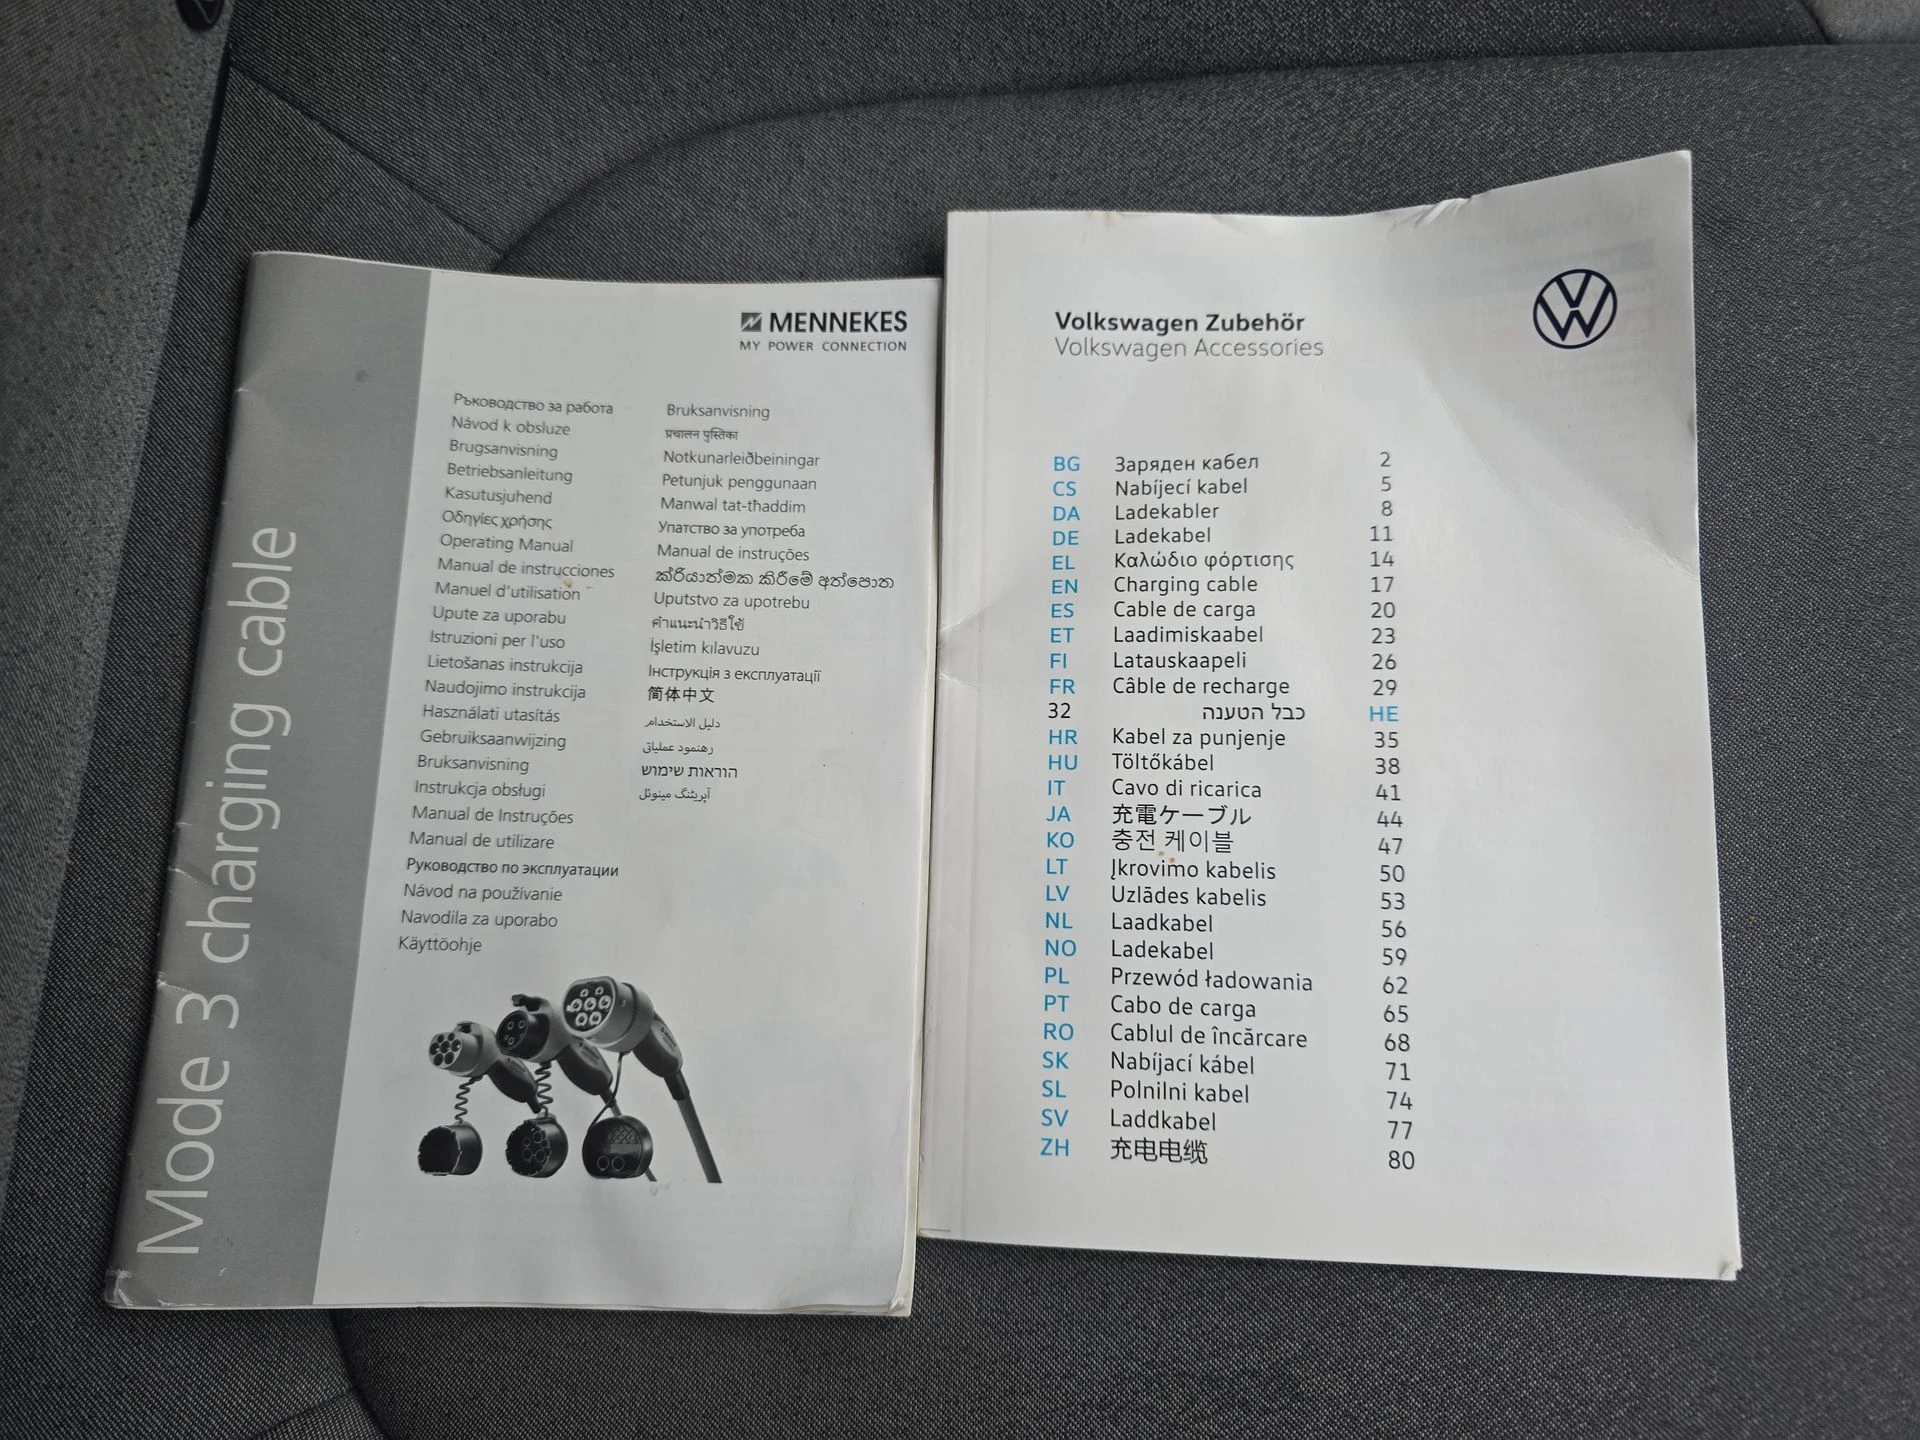 Mode 3 charging cable
MENNEKES
MY POWER CONNECTION
Ръководство за работа
Návod k obsluze
Brugsanvisning
Betriebsanleitung
Kasutusjuhend
Οδηγίες χρήσης
Operating Manual
Manual de instrucciones
Manuel d'utilisation
Upute za uporabu
Istruzioni per l'uso
Lietošanas instrukcija
Naudojimo instrukcija
Használati utasítás
Gebruiksaanwijzing
Bruksanvisning
Instrukcja obsługi
Manual de Instruções
Manual de utilizare
Руководство по эксплуатации
Návod na používanie
Navodila za uporabo
Käyttöohje
Bruksanvisning
प्रचालन पुस्तिका
Notkunarleiðbeiningar
Petunjuk penggunaan
Manwal tat-tħaddim
Упатство за употреба
Manual de instruções
ක්රියාත්මක කිරීමේ අත්පොත
Uputstvo za upotrebu
คำแนะนำวิธีใช้
İşletim kılavuzu
Інструкція з експлуатації
简体中文
دليل الاستخدام
رهنمود عملیاتی
הוראות שימוש
آپریٹنگ مینوئل
Volkswagen Zubehör
Volkswagen Accessories
BG Заряден кабел 2
CS Nabíjecí kabel 5
DA Ladekabler 8
DE Ladekabel 11
EL Καλώδιο φόρτισης 14
EN Charging cable 17
ES Cable de carga 20
ET Laadimiskaabel 23
FI Latauskaapeli 26
FR Câble de recharge 29
32 כבל הטענה HE
HR Kabel za punjenje 35
HU Töltőkábel 38
IT Cavo di ricarica 41
JA 充電ケーブル 44
KO 충전 케이블 47
LT Įkrovimo kabelis 50
LV Uzlādes kabelis 53
NL Laadkabel 56
NO Ladekabel 59
PL Przewód ładowania 62
PT Cabo de carga 65
RO Cablul de încărcare 68
SK Nabíjací kábel 71
SL Polnilni kabel 74
SV Laddkabel 77
ZH 充电电缆 80